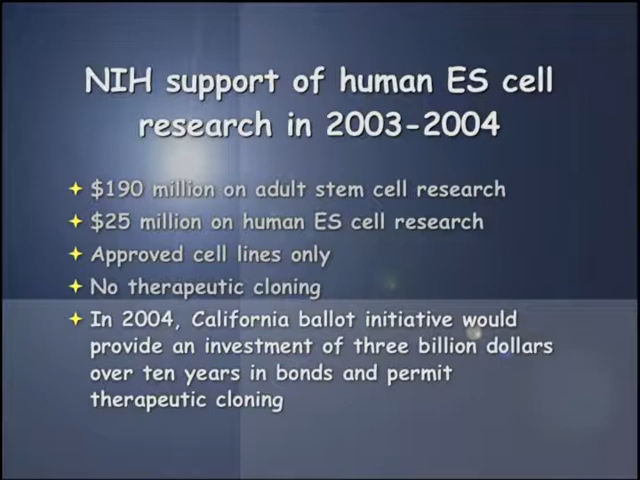 NIH support of human ES cell
research in 2003-2004
$190 million on adult stem cell research
$25 million on human ES cell research
Approved cell lines only
No therapeutic cloning
In 2004, California ballot initiative would
provide an investment of three billion dollars
over ten years in bonds and permit
therapeutic cloning